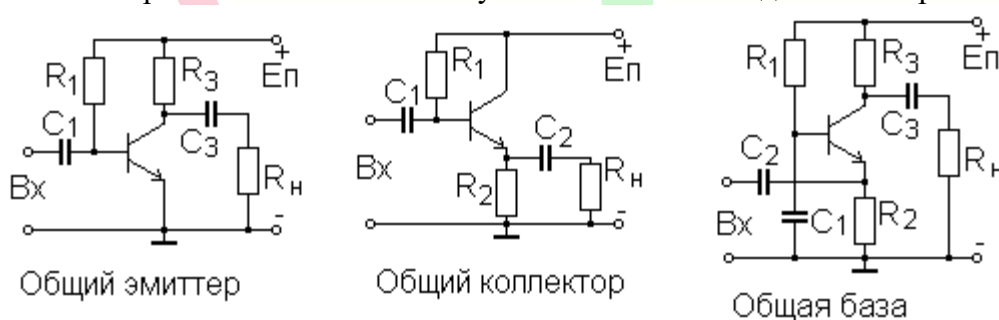 R1
R3
+
Eп
C1
C3
Rн
Вх
-
Общий эмиттер
R1
+
Eп
C1
C2
Rн
R2
Вх
-
Общий коллектор
R1
R3
+
Eп
C3
C2
Rн
Вх
C1
R2
-
Общая база